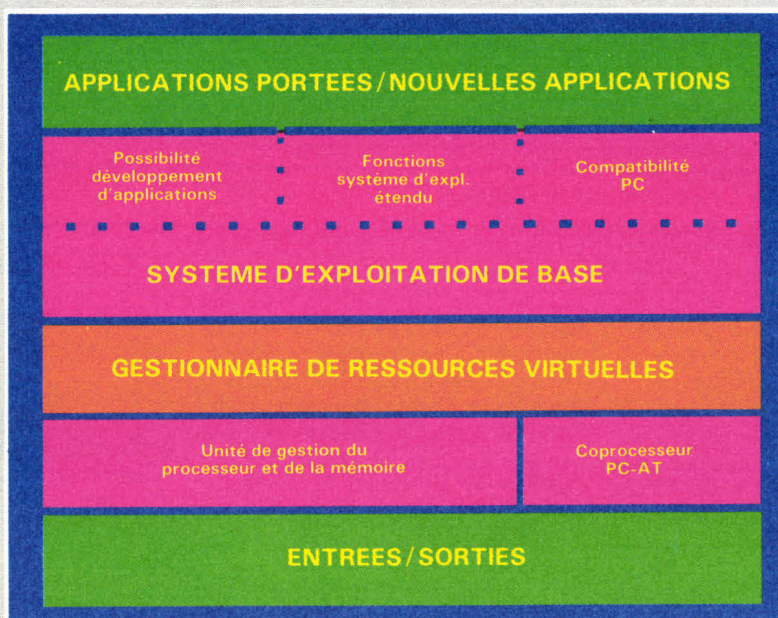 APPLICATIONS PORTEES/NOUVELLES APPLICATIONS
Possibilité
développement
d'applications
Fonctions
système d'expl.
étendu
Compatibilité
PC
SYSTEME D'EXPLOITATION DE BASE
GESTIONNAIRE DE RESSOURCES VIRTUELLES
Unité de gestion du
processeur et de la mémoire
Coprocesseur
PC-AT
ENTREES/SORTIES